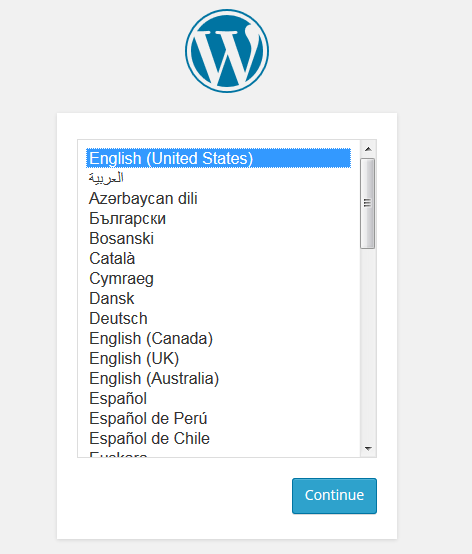 English (United States)
العربية
Azərbaycan dili
Български
Bosanski
Català
Cymraeg
Dansk
Deutsch
English (Canada)
English (UK)
English (Australia)
Español
Español de Perú
Español de Chile
Euskara
Continue